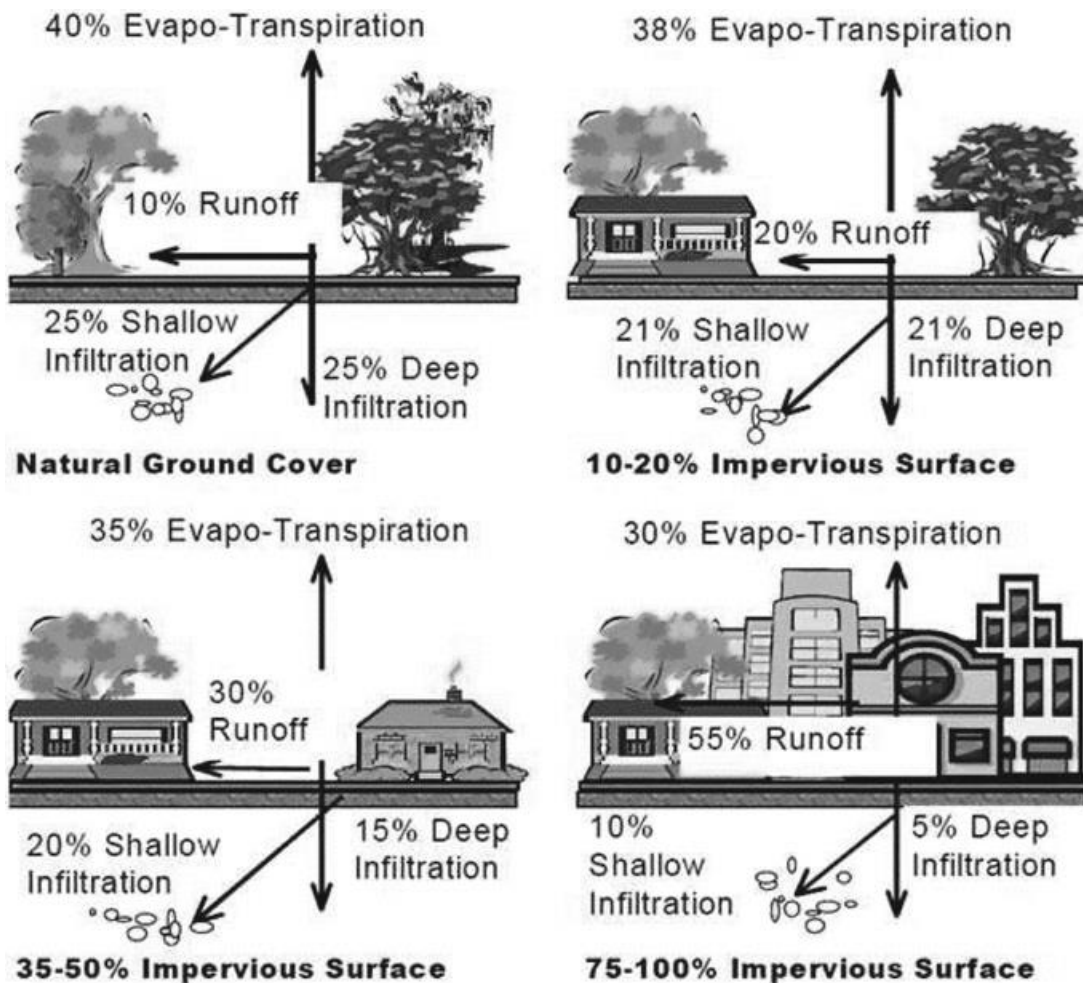 40% Evapo-Transpiration
10% Runoff
25% Shallow
Infiltration
25% Deep
Infiltration
Natural Ground Cover
38% Evapo-Transpiration
20% Runoff
21% Shallow
Infiltration
21% Deep
Infiltration
10-20% Impervious Surface
35% Evapo-Transpiration
30%
Runoff
20% Shallow
Infiltration
15% Deep
Infiltration
35-50% Impervious Surface
30% Evapo-Transpiration
55% Runoff
10%
Shallow
Infiltration
5% Deep
Infiltration
75-100% Impervious Surface